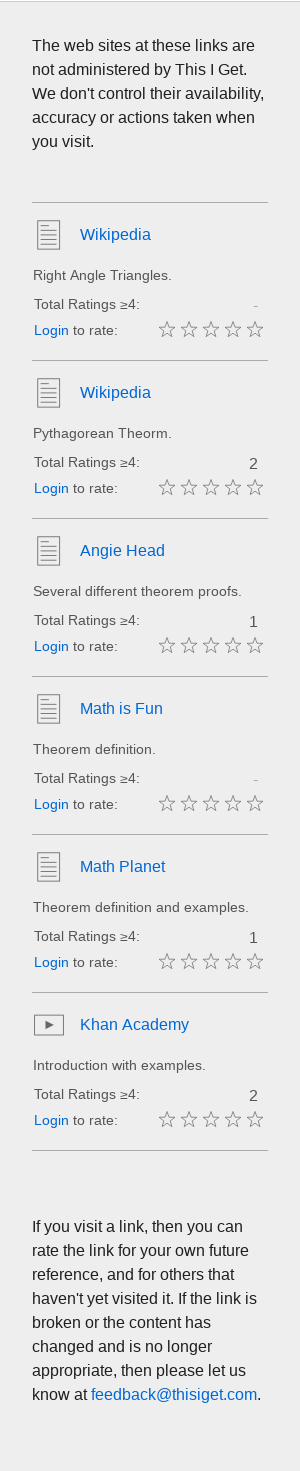 The web sites at these links are
not administered by This I Get.
We don't control their availability,
accuracy or actions taken when
you visit.
Wikipedia
Right Angle Triangles.
Total Ratings ≥4: -
Login to rate:
Wikipedia
Pythagorean Theorm.
Total Ratings ≥4: 2
Login to rate:
Angie Head
Several different theorem proofs.
Total Ratings ≥4: 1
Login to rate:
Math is Fun
Theorem definition.
Total Ratings ≥4: -
Login to rate:
Math Planet
Theorem definition and examples.
Total Ratings ≥4: 1
Login to rate:
Khan Academy
Introduction with examples.
Total Ratings ≥4: 2
Login to rate:
If you visit a link, then you can
rate the link for your own future
reference, and for others that
haven't yet visited it. If the link is
broken or the content has
changed and is no longer
appropriate, then please let us
know at feedback@thisiget.com.